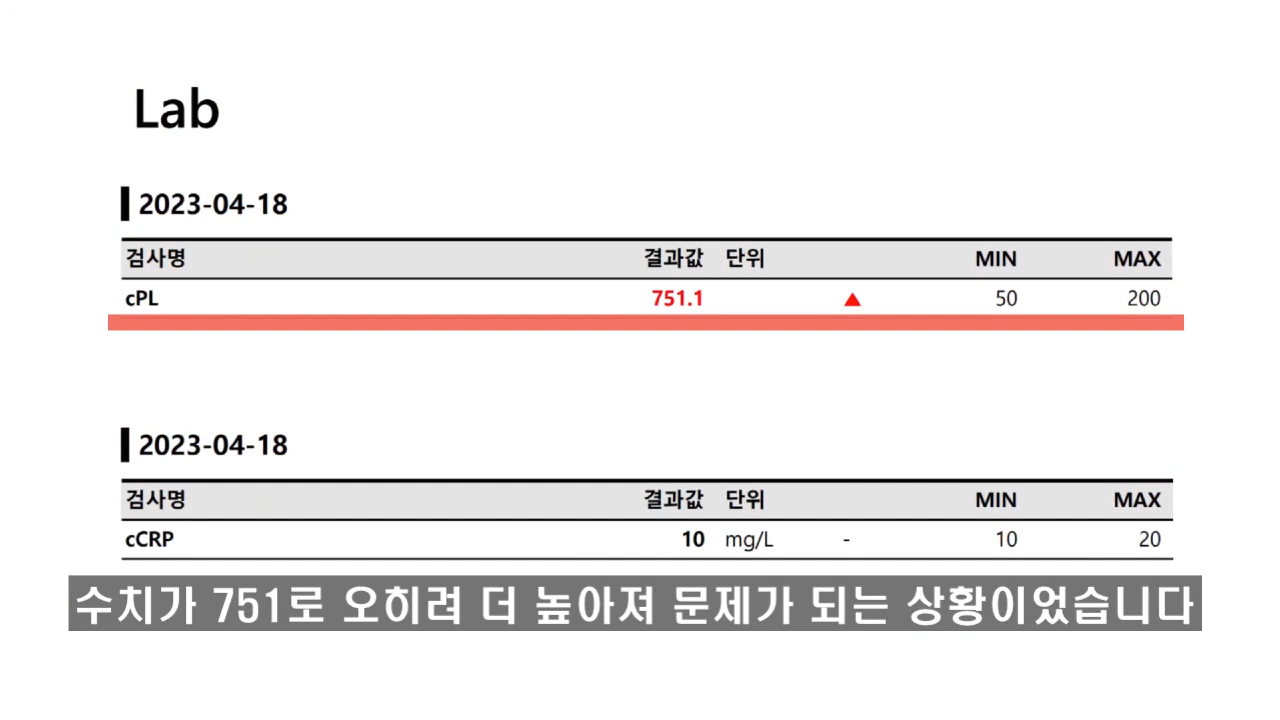 Lab
2023-04-18
검사명 결과값 단위 MIN MAX
cPL 751.1 ▲ 50 200
2023-04-18
검사명 결과값 단위 MIN MAX
cCRP 10 mg/L - 10 20
수치가 751로 오히려 더 높아져 문제가 되는 상황이었습니다